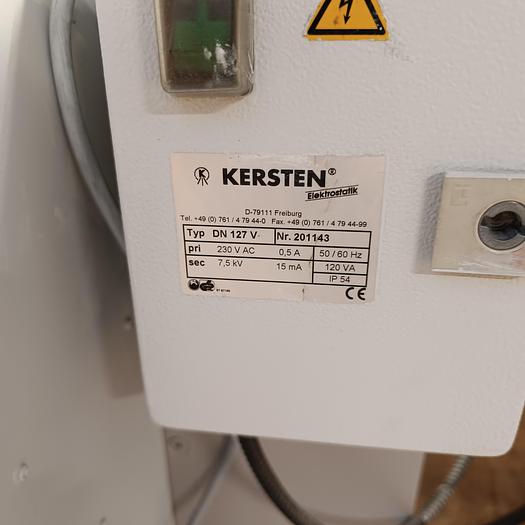 KERSTEN®
Elektrostatik
D-79111 Freiburg
Tel. +49 (0) 761 / 4 79 44-0 Fax. +49 (0) 761 / 4 79 44-99
Typ DN 127 V Nr. 201143
pri 230 V AC 0,5 A 50 / 60 Hz
sec 7,5 kV 15 mA 120 VA
IP 54
CE